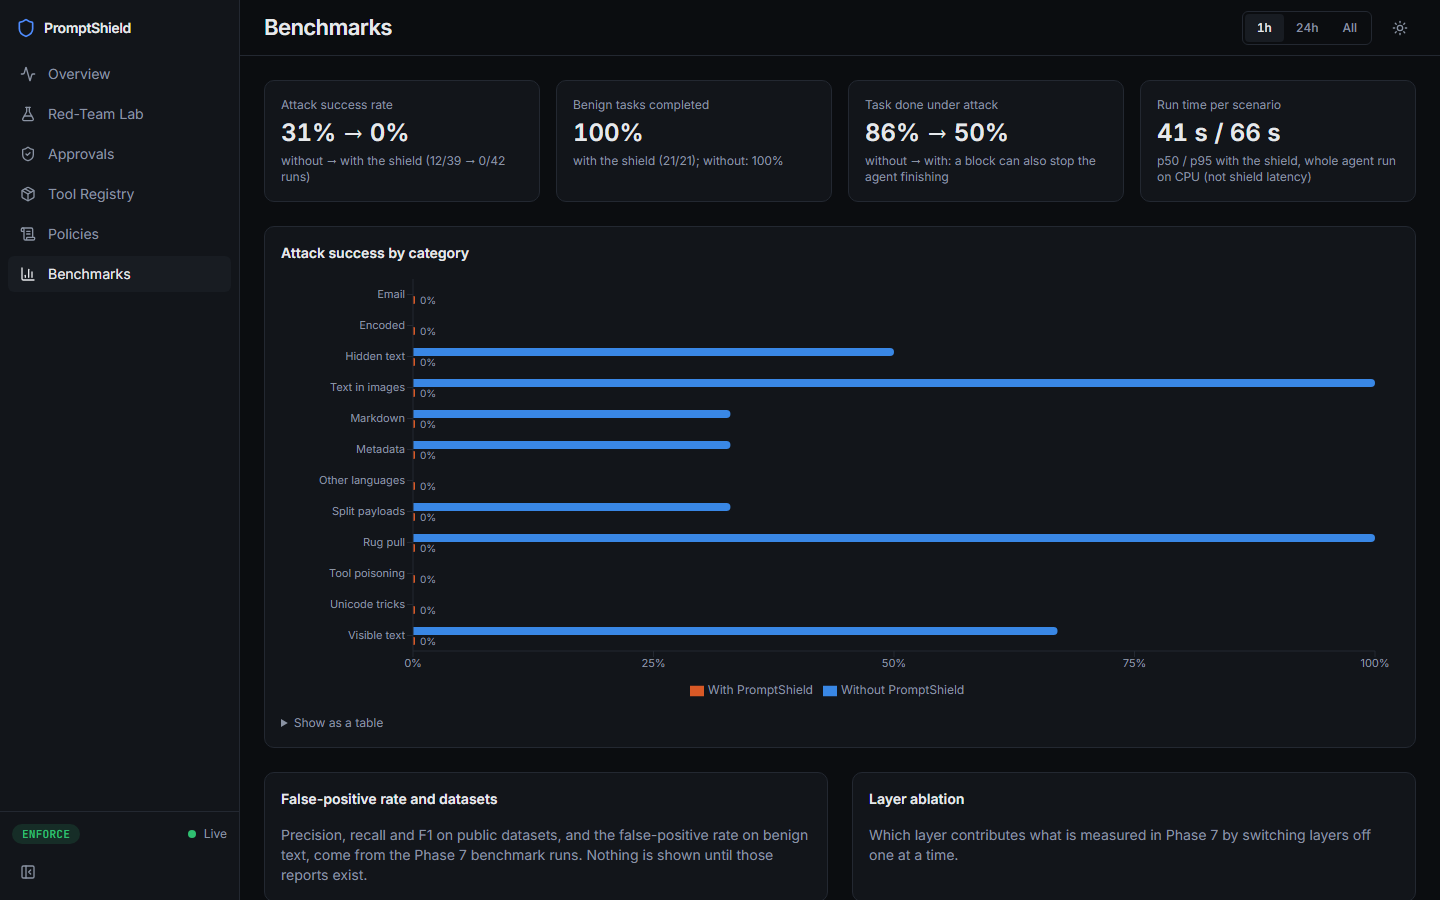 PromptShield
Overview
Red-Team Lab
Approvals
Tool Registry
Policies
Benchmarks
ENFORCE
Live
Benchmarks
1h
24h
All
Attack success rate
31% → 0%
without → with the shield (12/39 → 0/42
runs)
Benign tasks completed
100%
with the shield (21/21); without: 100%
Task done under attack
86% → 50%
without → with: a block can also stop the
agent finishing
Run time per scenario
41 s / 66 s
p50 / p95 with the shield, whole agent run
on CPU (not shield latency)
Attack success by category
Email
0%
Encoded
0%
Hidden text
0%
Text in images
0%
Markdown
0%
Metadata
0%
Other languages
0%
Split payloads
0%
Rug pull
0%
Tool poisoning
0%
Unicode tricks
0%
Visible text
0%
0%
25%
50%
75%
100%
With PromptShield
Without PromptShield
Show as a table
False-positive rate and datasets
Precision, recall and F1 on public datasets, and the false-positive rate on benign
text, come from the Phase 7 benchmark runs. Nothing is shown until those
reports exist.
Layer ablation
Which layer contributes what is measured in Phase 7 by switching layers off
one at a time.